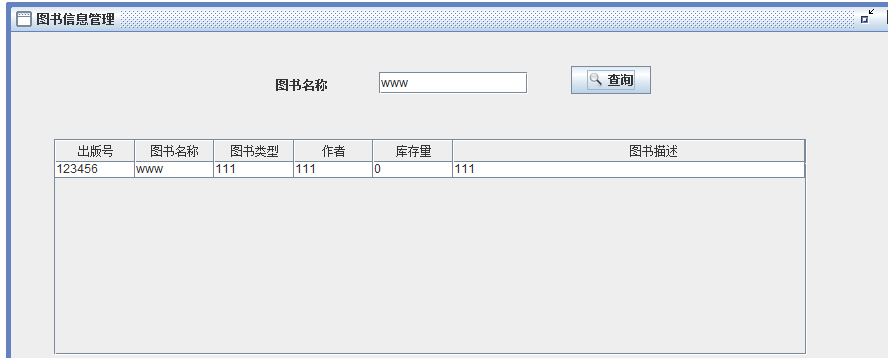 图书信息管理
图书名称 www 查询
出版号 图书名称 图书类型 作者 库存量 图书描述
123456 www 111 111 0 111